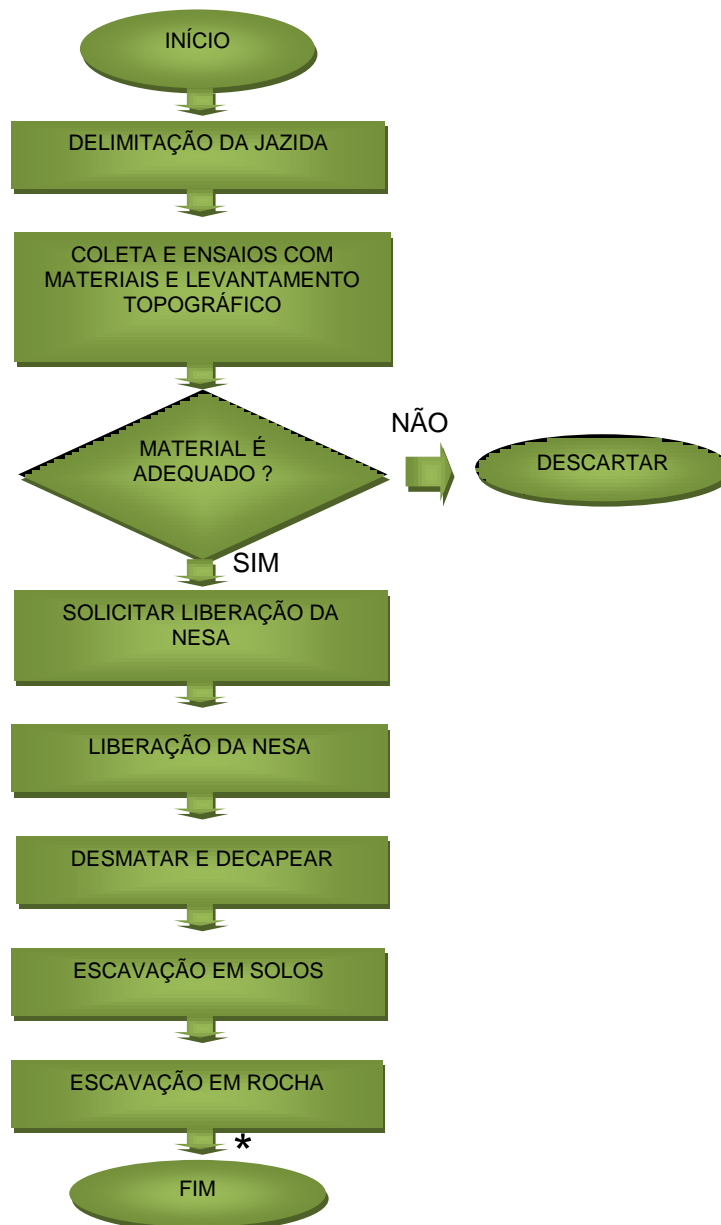 INÍCIO
DELIMITAÇÃO DA JAZIDA
COLETA E ENSAIOS COM
MATERIAIS E LEVANTAMENTO
TOPOGRÁFICO
MATERIAL É
ADEQUADO ?
NÃO
DESCARTAR
SIM
SOLICITAR LIBERAÇÃO DA
NESA
LIBERAÇÃO DA NESA
DESMATAR E DECAPEAR
ESCAVAÇÃO EM SOLOS
ESCAVAÇÃO EM ROCHA
*
FIM